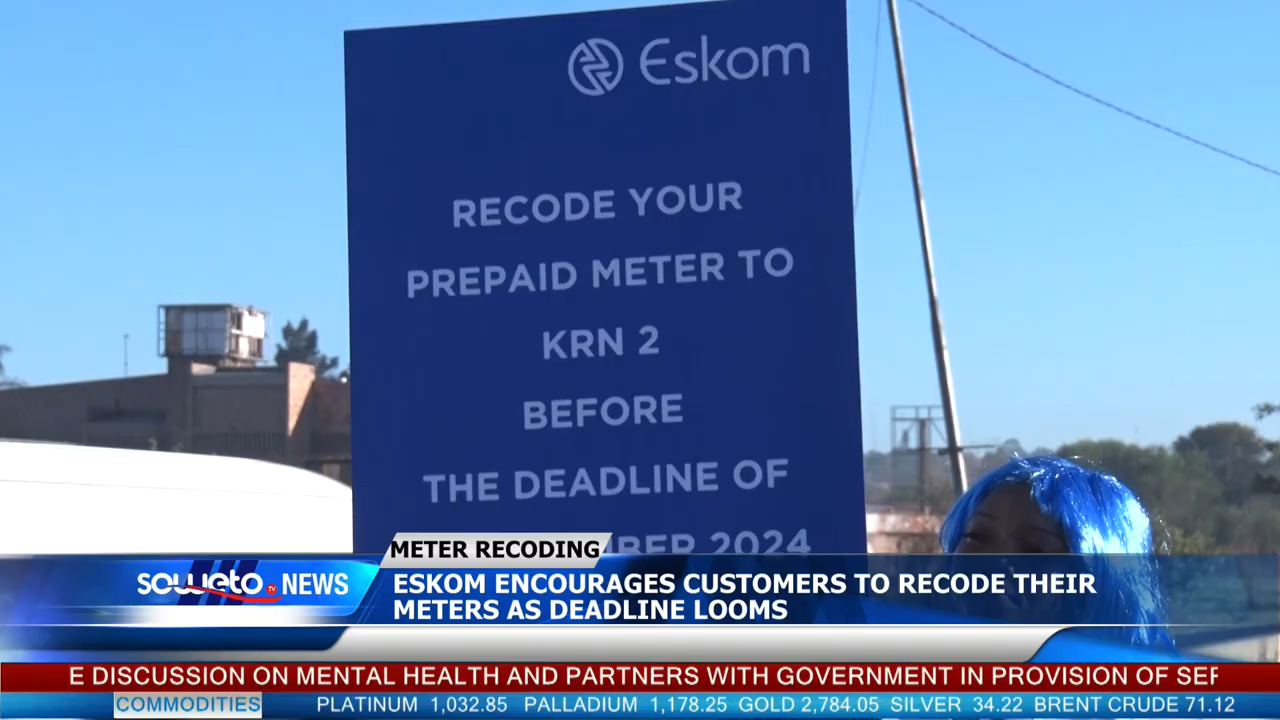 Eskom
RECODE YOUR
PREPAID METER TO
KRN 2
BEFORE
THE DEADLINE OF
2024
METER RECODING
SOWETO TV NEWS
ESKOM ENCOURAGES CUSTOMERS TO RECODE THEIR
METERS AS DEADLINE LOOMS
E DISCUSSION ON MENTAL HEALTH AND PARTNERS WITH GOVERNMENT IN PROVISION OF
COMMODITIES PLATINUM 1,032.85 PALLADIUM 1,178.25 GOLD 2,784.05 SILVER 34.22 BRENT CRUDE 71.12